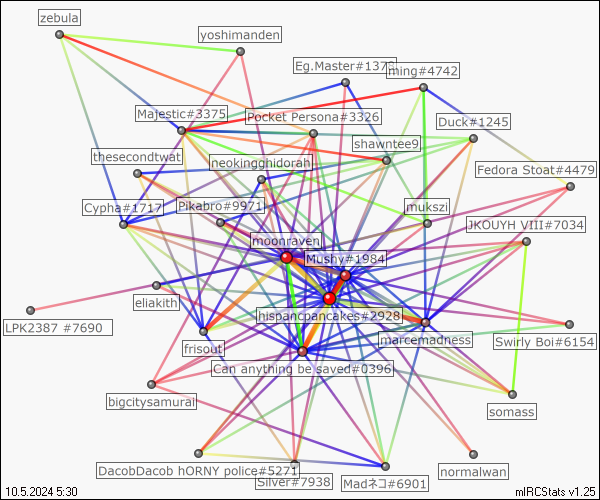 zebula
yoshimanden
Eg.Master#1373
ming#4742
Majestic#3375
Pocket Persona#3326
Duck#1245
shawntee9
thesecondtwat
neokingghidorah
Fedora Stoat#4479
Cypha#1717
Pikabro#9971
mukszi
JKOUYH VIII#7034
moonraven
Mushy#1984
eliakith
hispancpancakes#2928
LPK2387 #7690
frisout
marcemadness
Swirly Boi#6154
Can anything be saved#0396
bigcitysamurai
somass
DacobDacob hORNY police#5271
normalwan
Silver#7938
Madネコ#6901
10.5.2024 5:30
mIRCStats v1.25